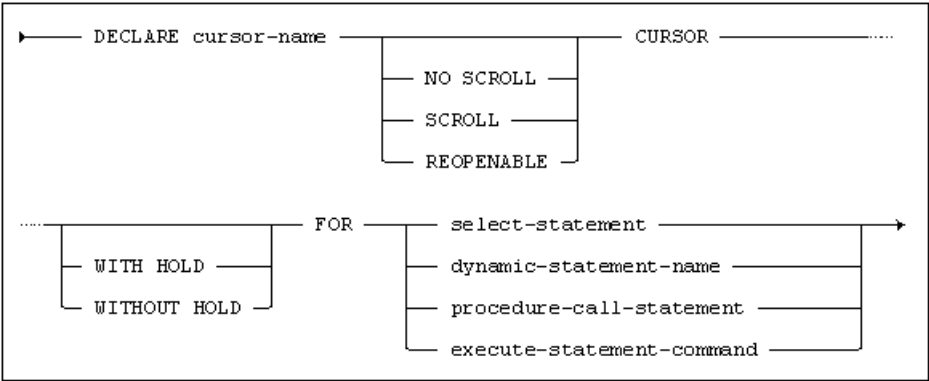 DECLARE cursor-name CURSOR
NO SCROLL
SCROLL
REOPENABLE
FOR select-statement
WITH HOLD dynamic-statement-name
WITHOUT HOLD procedure-call-statement
execute-statement-command